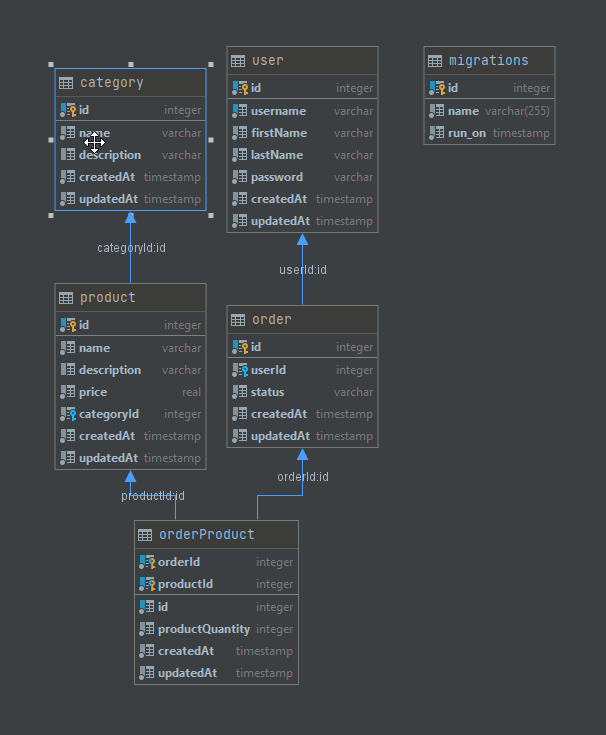 category
id integer
name varchar
description varchar
createdAt timestamp
updatedAt timestamp
user
id integer
username varchar
firstName varchar
lastName varchar
password varchar
createdAt timestamp
updatedAt timestamp
migrations
id integer
name varchar(255)
run_on timestamp
categoryId:id
userId:id
product
id integer
name varchar
description varchar
price real
categoryId integer
createdAt timestamp
updatedAt timestamp
order
id integer
userId integer
status varchar
createdAt timestamp
updatedAt timestamp
productId:id
orderId:id
orderProduct
orderId integer
productId integer
id integer
productQuantity integer
createdAt timestamp
updatedAt timestamp